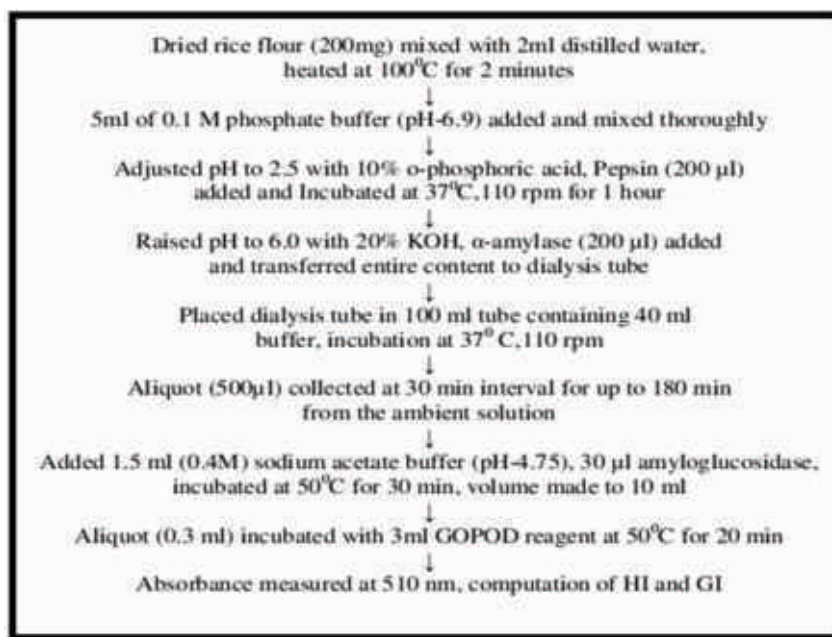 Dried rice flour (200mg) mixed with 2ml distilled water,
heated at 100⁰C for 2 minutes
↓
5ml of 0.1 M phosphate buffer (pH-6.9) added and mixed thoroughly
↓
Adjusted pH to 2.5 with 10% o-phosphoric acid, Pepsin (200 µl)
added and Incubated at 37⁰C,110 rpm for 1 hour
↓
Raised pH to 6.0 with 20% KOH, α-amylase (200 µl) added
and transferred entire content to dialysis tube
↓
Placed dialysis tube in 100 ml tube containing 40 ml
buffer, incubation at 37⁰ C,110 rpm
↓
Aliquot (500µl) collected at 30 min interval for up to 180 min
from the ambient solution
↓
Added 1.5 ml (0.4M) sodium acetate buffer (pH-4.75), 30 µl amyloglucosidase,
incubated at 50⁰C for 30 min, volume made to 10 ml
↓
Aliquot (0.3 ml) incubated with 3ml GOPOD reagent at 50⁰C for 20 min
↓
Absorbance measured at 510 nm, computation of HI and GI